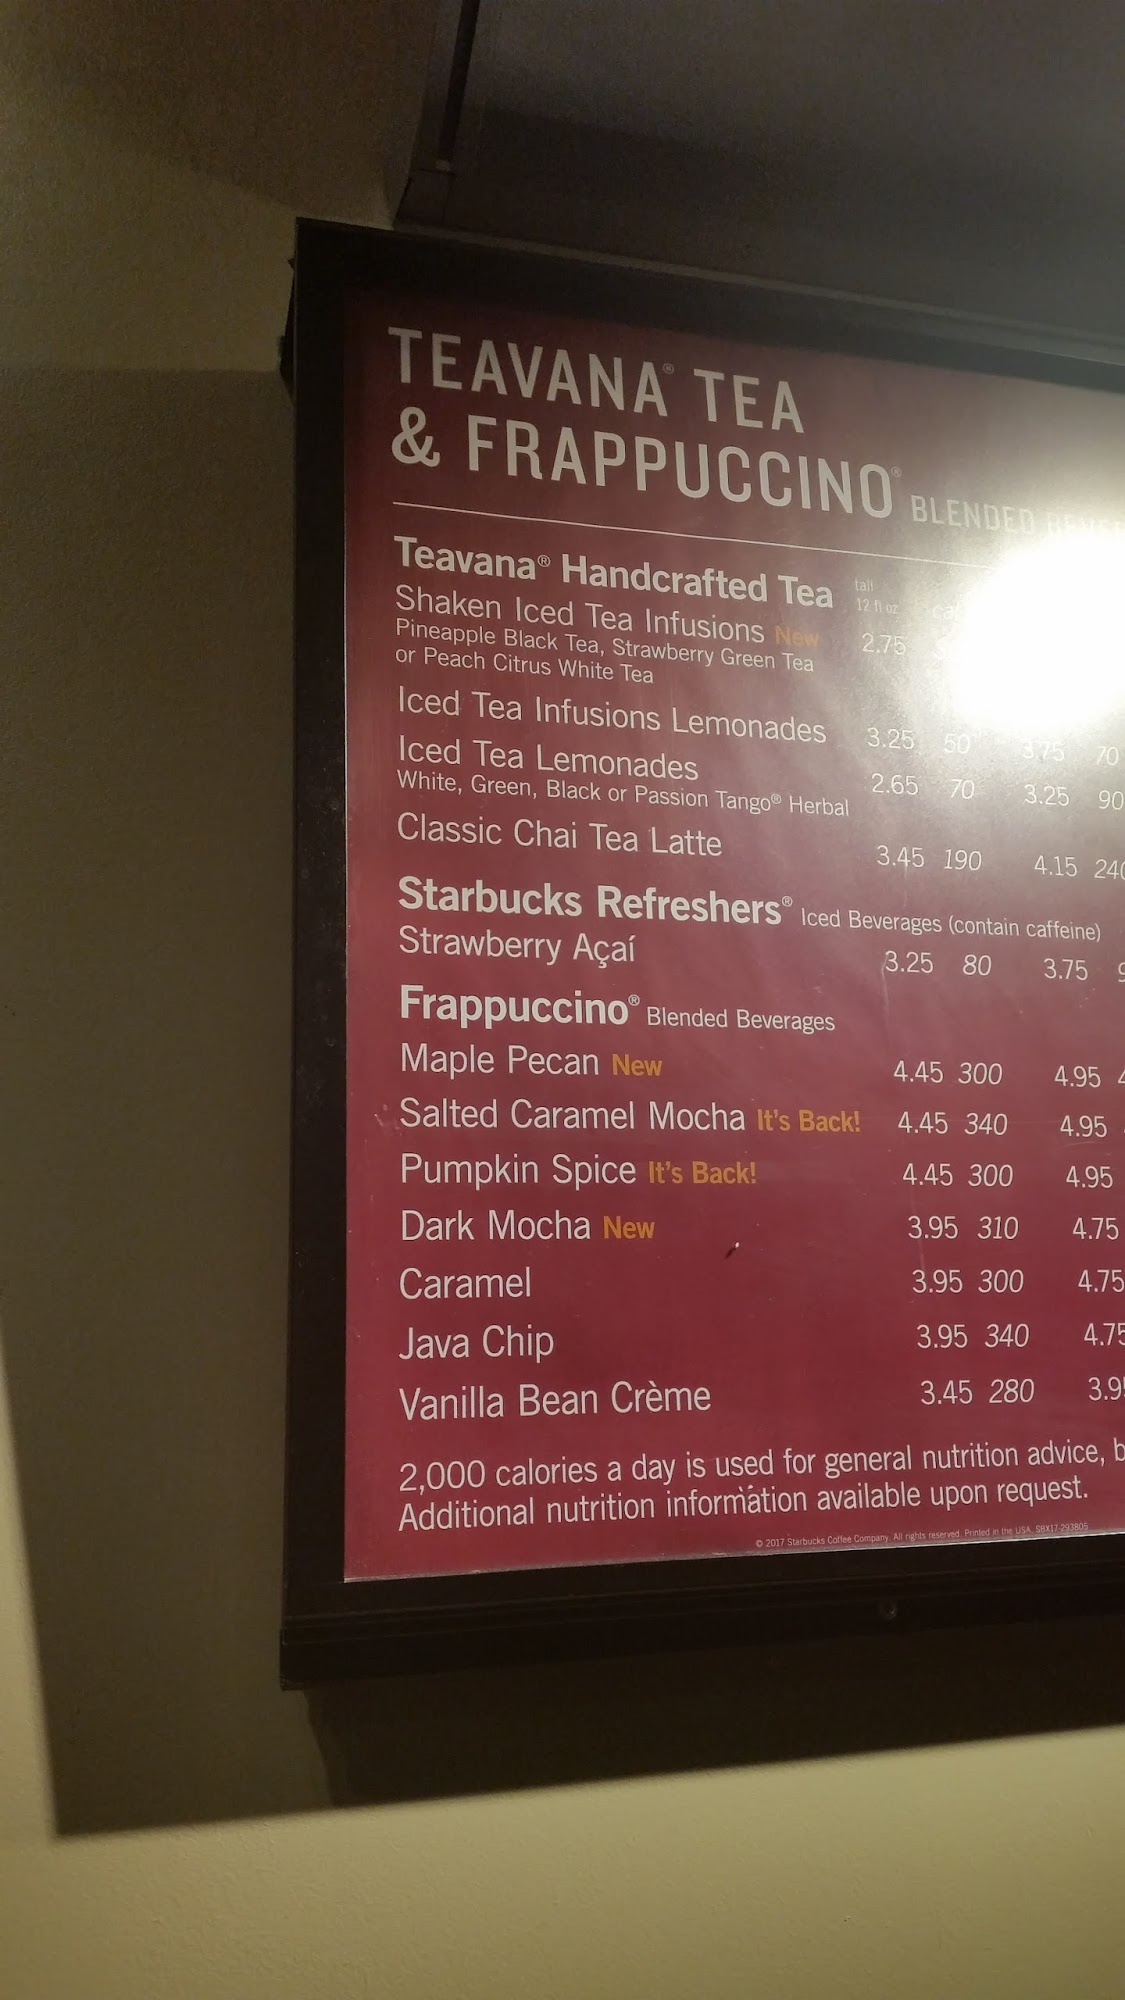 TEAVANA® TEA
& FRAPPUCCINO® BLENDED
Teavana® Handcrafted Tea tall
12 fl oz
Shaken Iced Tea Infusions New 2.75
Pineapple Black Tea, Strawberry Green Tea
or Peach Citrus White Tea
Iced Tea Infusions Lemonades 3.25 50 3.75 70
Iced Tea Lemonades 2.65 70 3.25 90
White, Green, Black or Passion Tango® Herbal
Classic Chai Tea Latte 3.45 190 4.15 240
Starbucks Refreshers® Iced Beverages (contain caffeine)
Strawberry Açaí 3.25 80 3.75
Frappuccino® Blended Beverages
Maple Pecan New 4.45 300 4.95
Salted Caramel Mocha It's Back! 4.45 340 4.95
Pumpkin Spice It's Back! 4.45 300 4.95
Dark Mocha New 3.95 310 4.75
Caramel 3.95 300 4.75
Java Chip 3.95 340 4.75
Vanilla Bean Crème 3.45 280
2,000 calories a day is used for general nutrition advice,
Additional nutrition information available upon request.
© 2017 Starbucks Coffee Company. All rights reserved. Printed in the USA. SBX17-293805